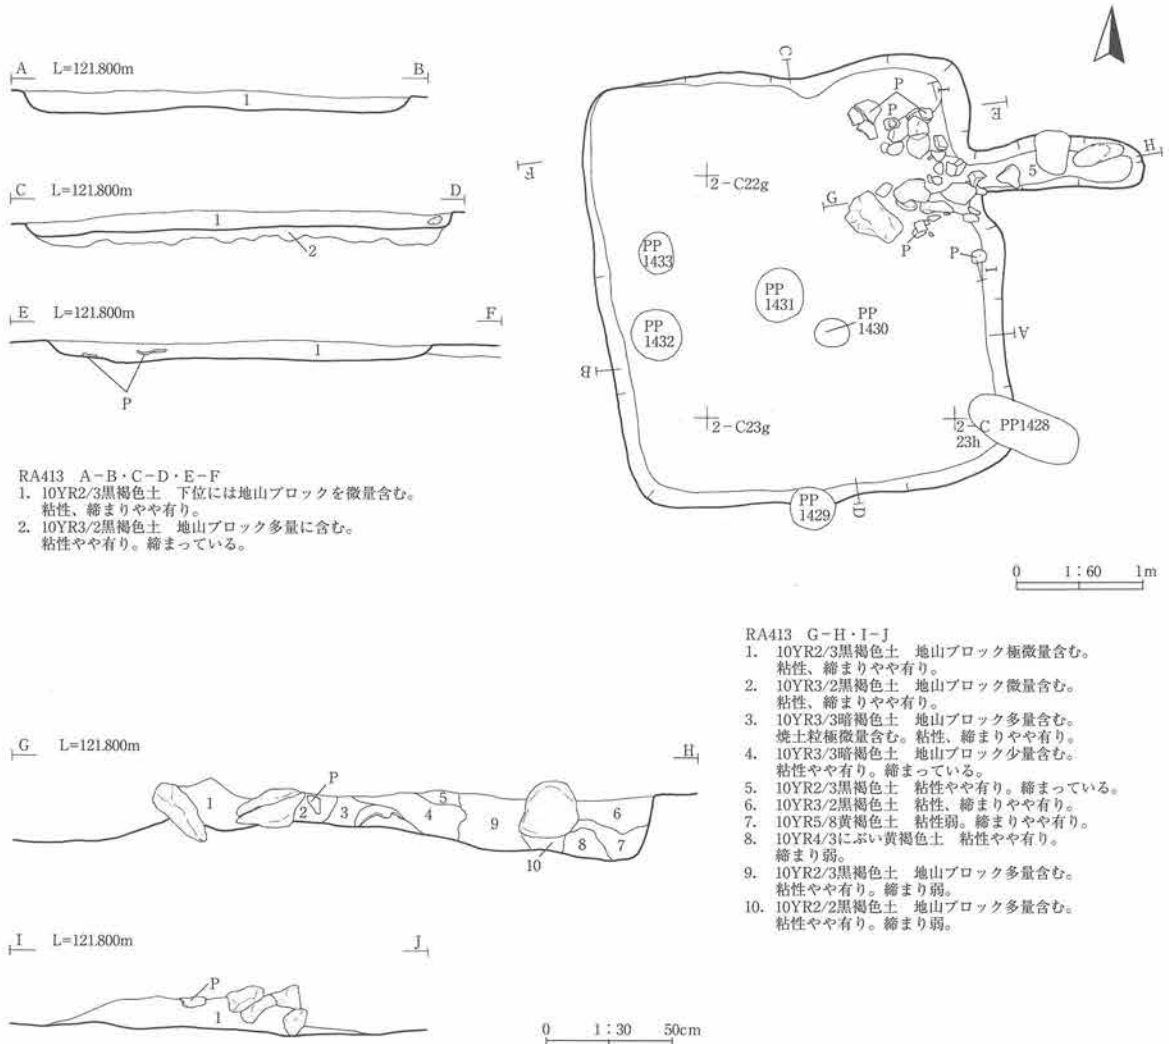 A L=121.800m B
1
C L=121.800m D
1
2
E L=121.800m F
1
P
RA413 A-B・C-D・E-F
1. 10YR2/3黒褐色土 下位には地山ブロックを微量含む。
粘性、締まりやや有り。
2. 10YR3/2黒褐色土 地山ブロック多量に含む。
粘性やや有り。締まっている。
C
P
P
J
E
H
5
F
2-C22g
G
P
P
I
PP
1433
PP
1431
PP
1430
PP
1432
A
B
2-C23g
2-C
23h
PP1428
PP
1429
D
0 1:60 1m
RA413 G-H・I-J
1. 10YR2/3黒褐色土 地山ブロック極微量含む。
粘性、締まりやや有り。
2. 10YR3/2黒褐色土 地山ブロック微量含む。
粘性、締まりやや有り。
3. 10YR3/3暗褐色土 地山ブロック多量含む。
焼土粒極微量含む。粘性、締まりやや有り。
4. 10YR3/3暗褐色土 地山ブロック少量含む。
粘性やや有り。締まっている。
5. 10YR2/3黒褐色土 粘性やや有り。締まっている。
6. 10YR3/2黒褐色土 粘性、締まりやや有り。
7. 10YR5/8黄褐色土 粘性弱。締まりやや有り。
8. 10YR4/3にぶい黄褐色土 粘性やや有り。
締まり弱。
9. 10YR2/3黒褐色土 地山ブロック多量含む。
粘性やや有り。締まり弱。
10. 10YR2/2黒褐色土 地山ブロック多量含む。
粘性やや有り。締まり弱。
G L=121.800m H
P
1 2 3 4 5 9 6
8 7
10
I L=121.800m J
P
1
0 1:30 50cm